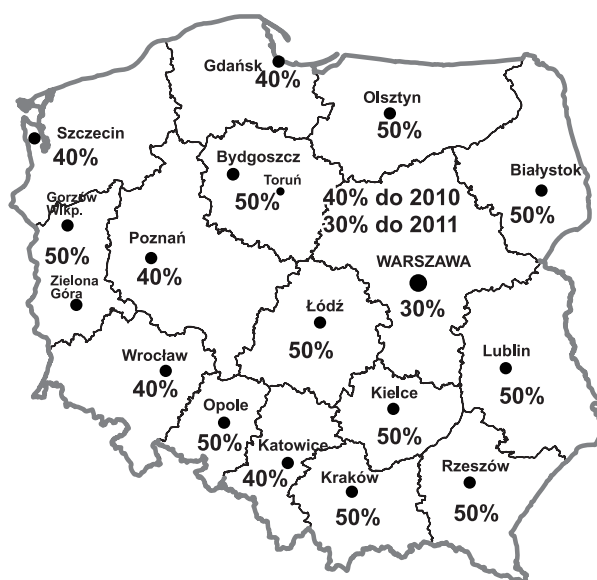 Gdańsk
40%
Olsztyn
50%
Szczecin
40%
Bydgoszcz
Toruń
50%
Białystok
50%
40% do 2010
30% do 2011
Gorzów
Wlkp.
50%
Zielona
Góra
Poznań
40%
WARSZAWA
30%
Łódź
50%
Wrocław
40%
Lublin
50%
Opole
50%
Kielce
50%
Katowice
40%
Kraków
50%
Rzeszów
50%